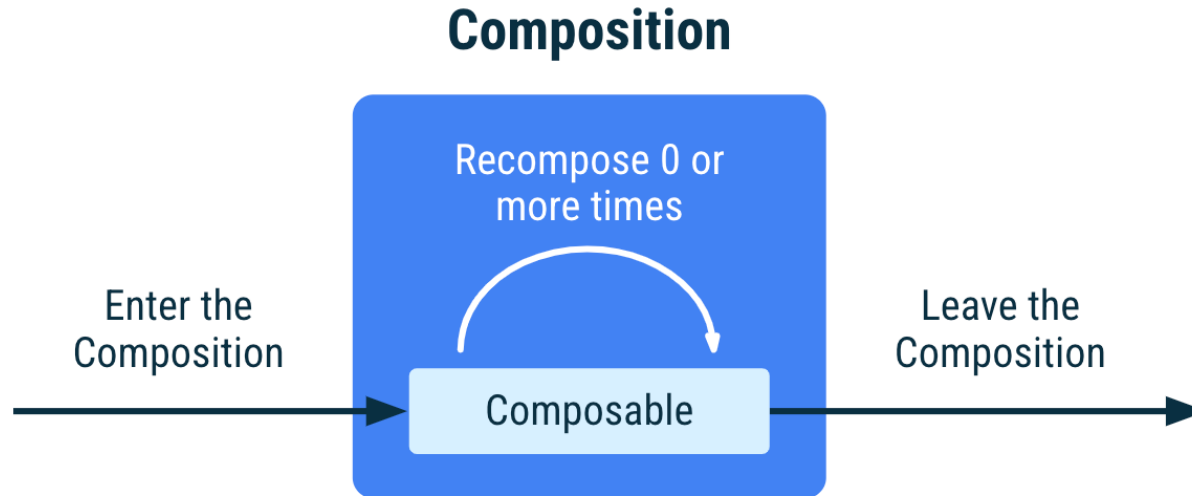 Composition
Recompose 0 or
more times
Enter the
Composition
Composable
Leave the
Composition